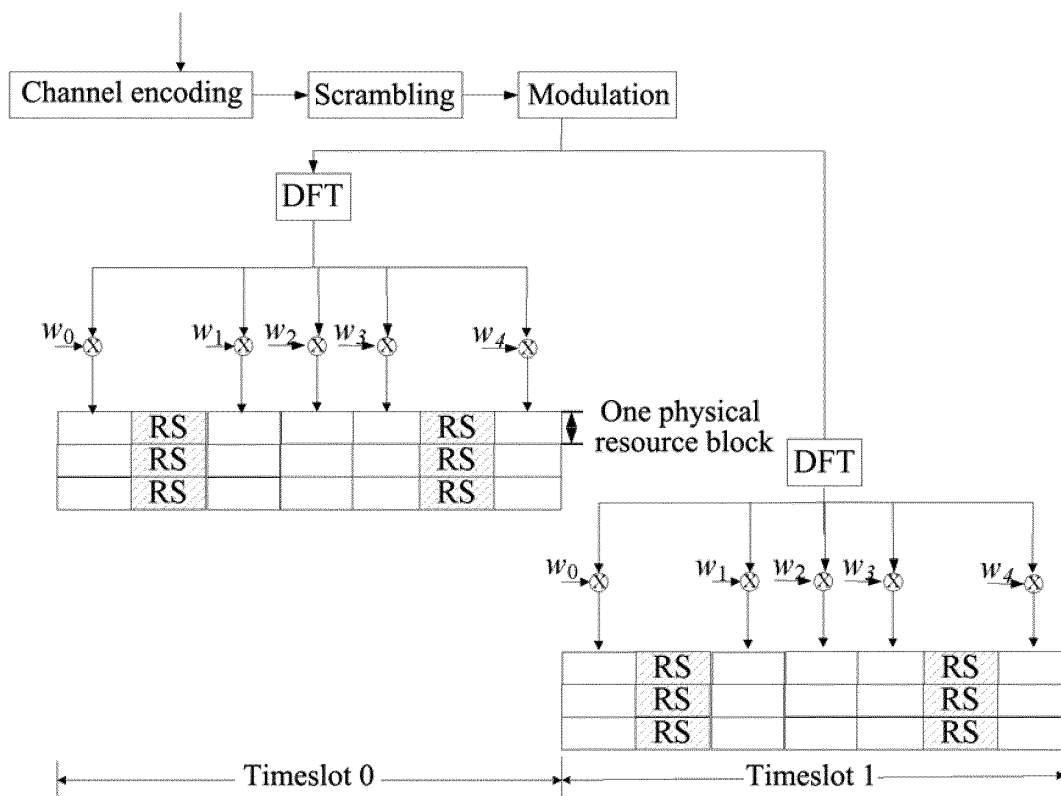 Channel encoding
Scrambling
Modulation
DFT
w0
w1
w2
w3
w4
X
X
X
X
X
RS
RS
RS
RS
RS
RS
One physical
resource block
DFT
w0
w1
w2
w3
w4
X
X
X
X
X
RS
RS
RS
RS
RS
RS
Timeslot 0
Timeslot 1